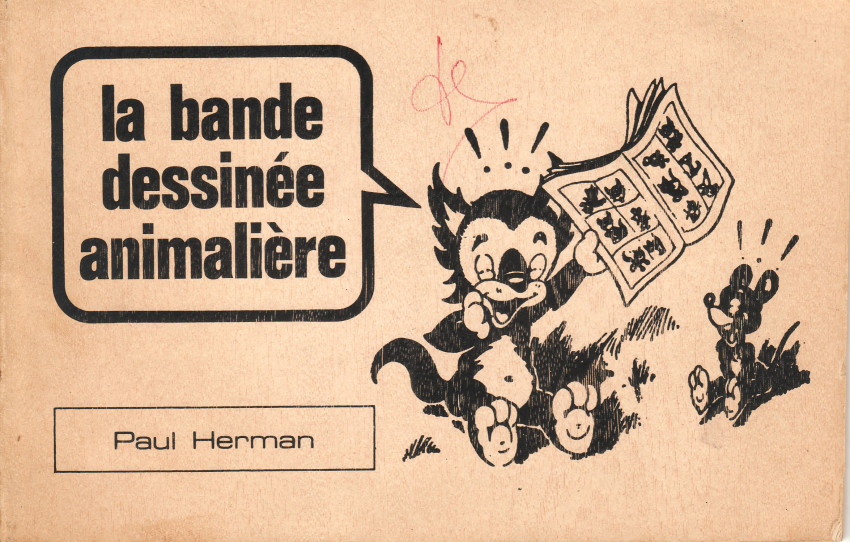 la bande
dessinée
animalière
Paul Herman